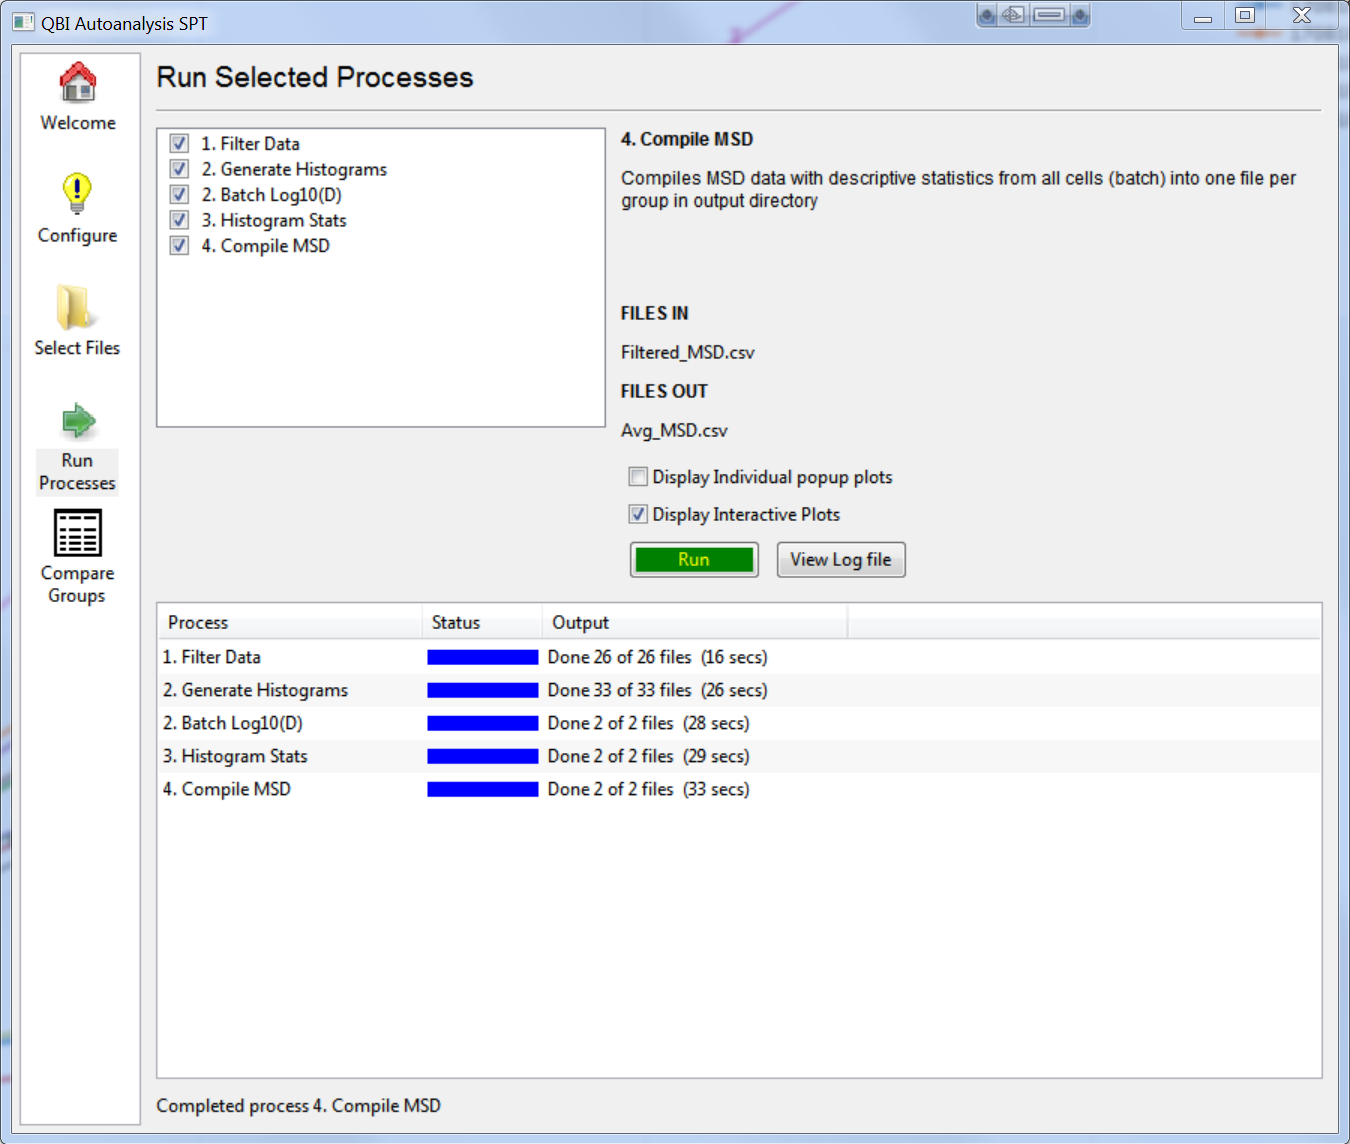 QBI Autoanalysis SPT
Welcome
Configure
Select Files
Run
Processes
Compare
Groups
Run Selected Processes
1. Filter Data
2. Generate Histograms
2. Batch Log10(D)
3. Histogram Stats
4. Compile MSD
4. Compile MSD
Compiles MSD data with descriptive statistics from all cells (batch) into one file per
group in output directory
FILES IN
Filtered_MSD.csv
FILES OUT
Avg_MSD.csv
Display Individual popup plots
Display Interactive Plots
Run View Log file
Process Status Output
1. Filter Data Done 26 of 26 files (16 secs)
2. Generate Histograms Done 33 of 33 files (26 secs)
2. Batch Log10(D) Done 2 of 2 files (28 secs)
3. Histogram Stats Done 2 of 2 files (29 secs)
4. Compile MSD Done 2 of 2 files (33 secs)
Completed process 4. Compile MSD